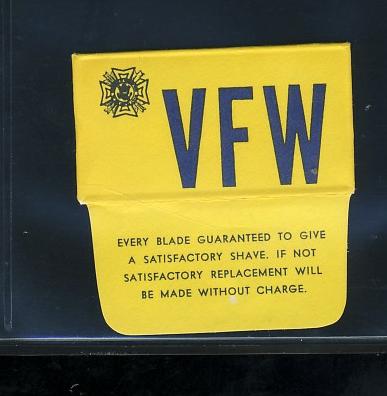 VFW
EVERY BLADE GUARANTEED TO GIVE
A SATISFACTORY SHAVE. IF NOT
SATISFACTORY REPLACEMENT WILL
BE MADE WITHOUT CHARGE.